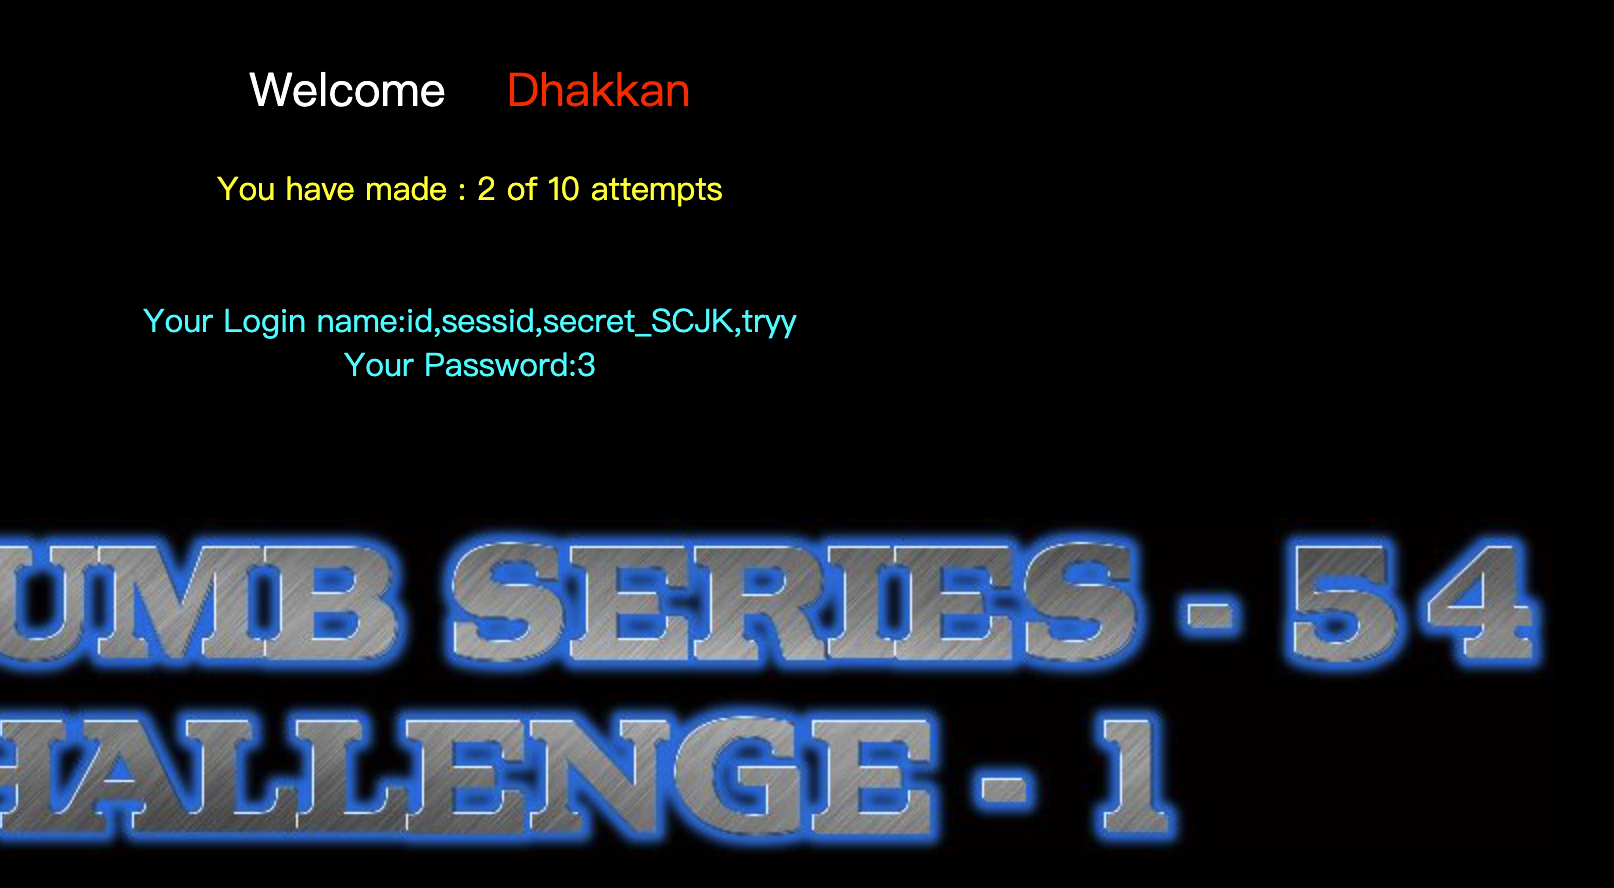 Welcome Dhakkan
You have made : 2 of 10 attempts
Your Login name:id,sessid,secret_SCJK,tryy
Your Password:3
UMB SERIES - 54
HALLENGE - 1